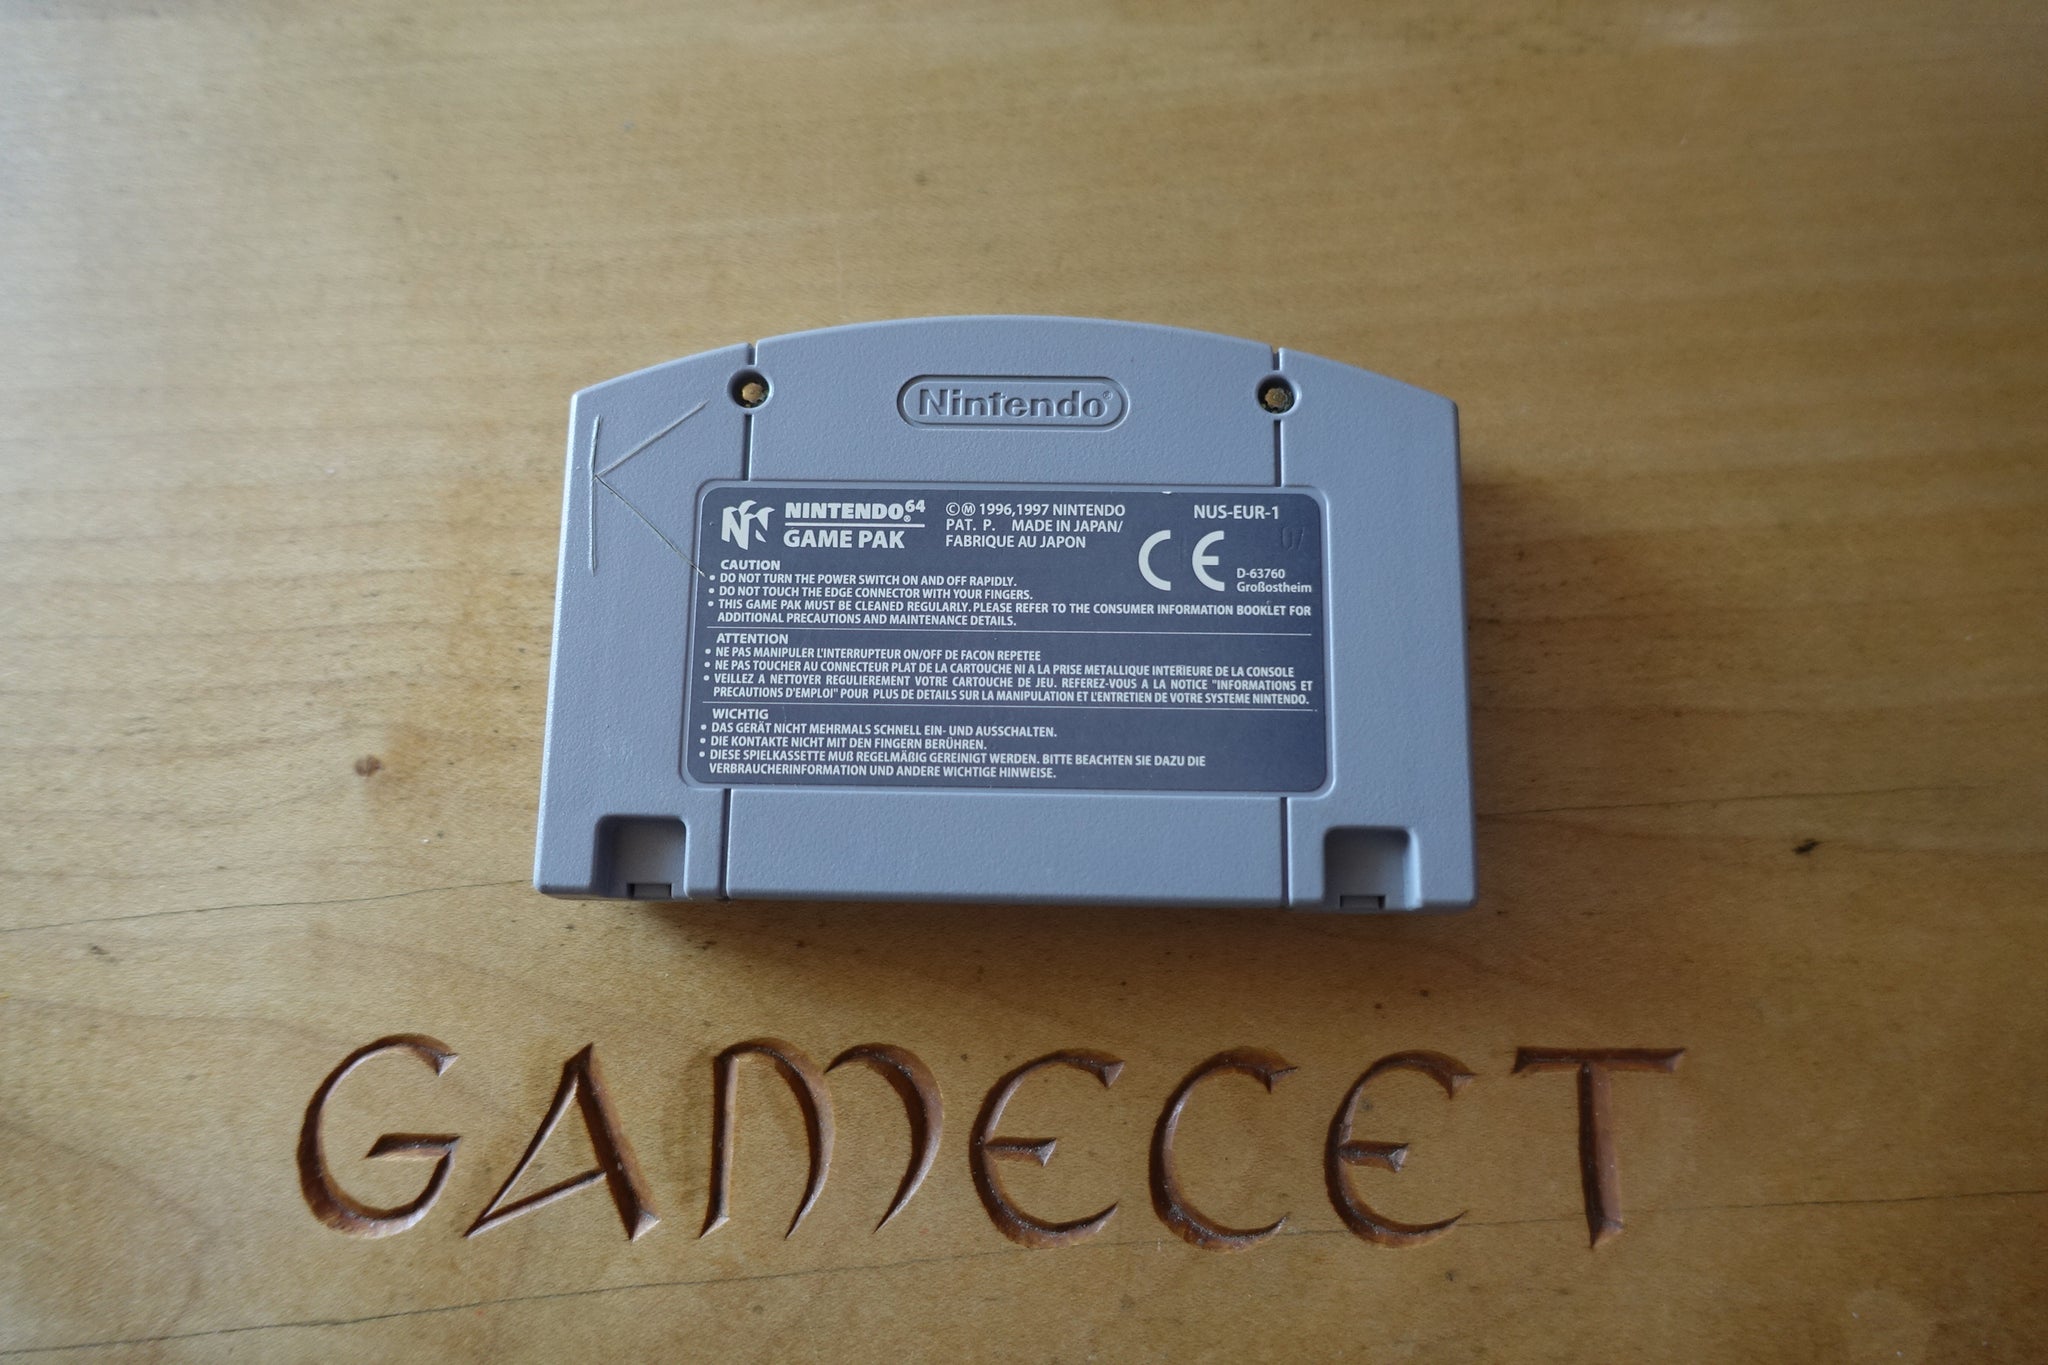 Nintendo®
K
NINTENDO⁶⁴®
GAME PAK
©Ⓜ 1996,1997 NINTENDO
PAT. P. MADE IN JAPAN/
FABRIQUE AU JAPON
NUS-EUR-1
07
CE
D-63760
Großostheim
CAUTION
• DO NOT TURN THE POWER SWITCH ON AND OFF RAPIDLY.
• DO NOT TOUCH THE EDGE CONNECTOR WITH YOUR FINGERS.
• THIS GAME PAK MUST BE CLEANED REGULARLY. PLEASE REFER TO THE CONSUMER INFORMATION BOOKLET FOR
ADDITIONAL PRECAUTIONS AND MAINTENANCE DETAILS.
ATTENTION
• NE PAS MANIPULER L'INTERRUPTEUR ON/OFF DE FACON REPETEE
• NE PAS TOUCHER AU CONNECTEUR PLAT DE LA CARTOUCHE NI A LA PRISE METALLIQUE INTERIEURE DE LA CONSOLE
• VEILLEZ A NETTOYER REGULIEREMENT VOTRE CARTOUCHE DE JEU. REFEREZ-VOUS A LA NOTICE "INFORMATIONS ET
PRECAUTIONS D'EMPLOI" POUR PLUS DE DETAILS SUR LA MANIPULATION ET L'ENTRETIEN DE VOTRE SYSTEME NINTENDO.
WICHTIG
• DAS GERÄT NICHT MEHRMALS SCHNELL EIN- UND AUSSCHALTEN.
• DIE KONTAKTE NICHT MIT DEN FINGERN BERÜHREN.
• DIESE SPIELKASSETTE MUß REGELMÄßIG GEREINIGT WERDEN. BITTE BEACHTEN SIE DAZU DIE
VERBRAUCHERINFORMATION UND ANDERE WICHTIGE HINWEISE.
GAMECET